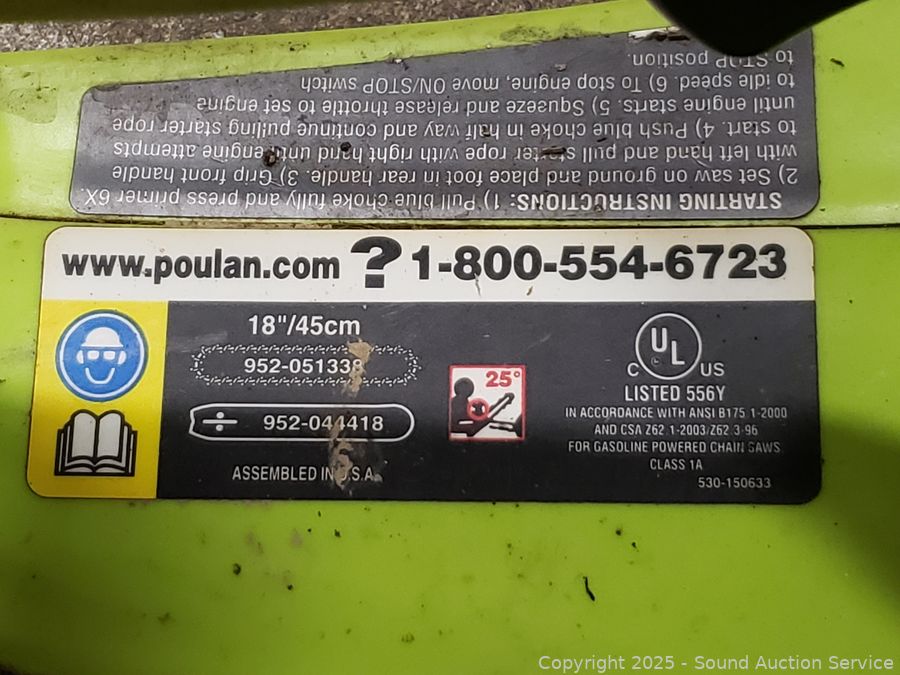 STARTING INSTRUCTIONS: 1) Pull blue choke fully and press primer 6X.
2) Set saw on ground and place foot in rear handle. 3) Grip front handle
with left hand and pull starter rope with right hand until engine attempts
to start. 4) Push blue choke in half way and continue pulling starter rope
until engine starts. 5) Squeeze and release throttle to set to engine
to idle speed. 6) To stop engine, move ON/STOP switch
to STOP position.
www.poulan.com ? 1-800-554-6723
18"/45cm
952-051338
952-044418
ASSEMBLED IN U.S.A.
25°
UL
C US
LISTED 556Y
IN ACCORDANCE WITH ANSI B175.1-2000
AND CSA Z62.1-2003/Z62.3-96
FOR GASOLINE POWERED CHAIN SAWS
CLASS 1A
530-150633
Copyright © 2025 - Sound Auction Service